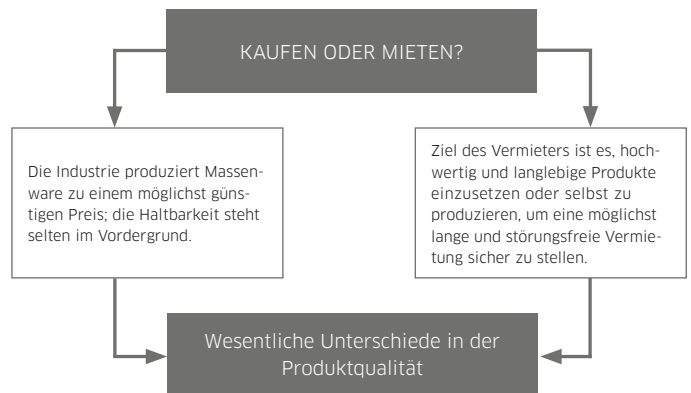 KAUFEN ODER MIETEN?
Die Industrie produziert Massen-
ware zu einem möglichst güns-
tigen Preis; die Haltbarkeit steht
selten im Vordergrund.
Ziel des Vermieters ist es, hoch-
wertig und langlebige Produkte
einzusetzen oder selbst zu
produzieren, um eine möglichst
lange und störungsfreie Vermie-
tung sicher zu stellen.
Wesentliche Unterschiede in der
Produktqualität